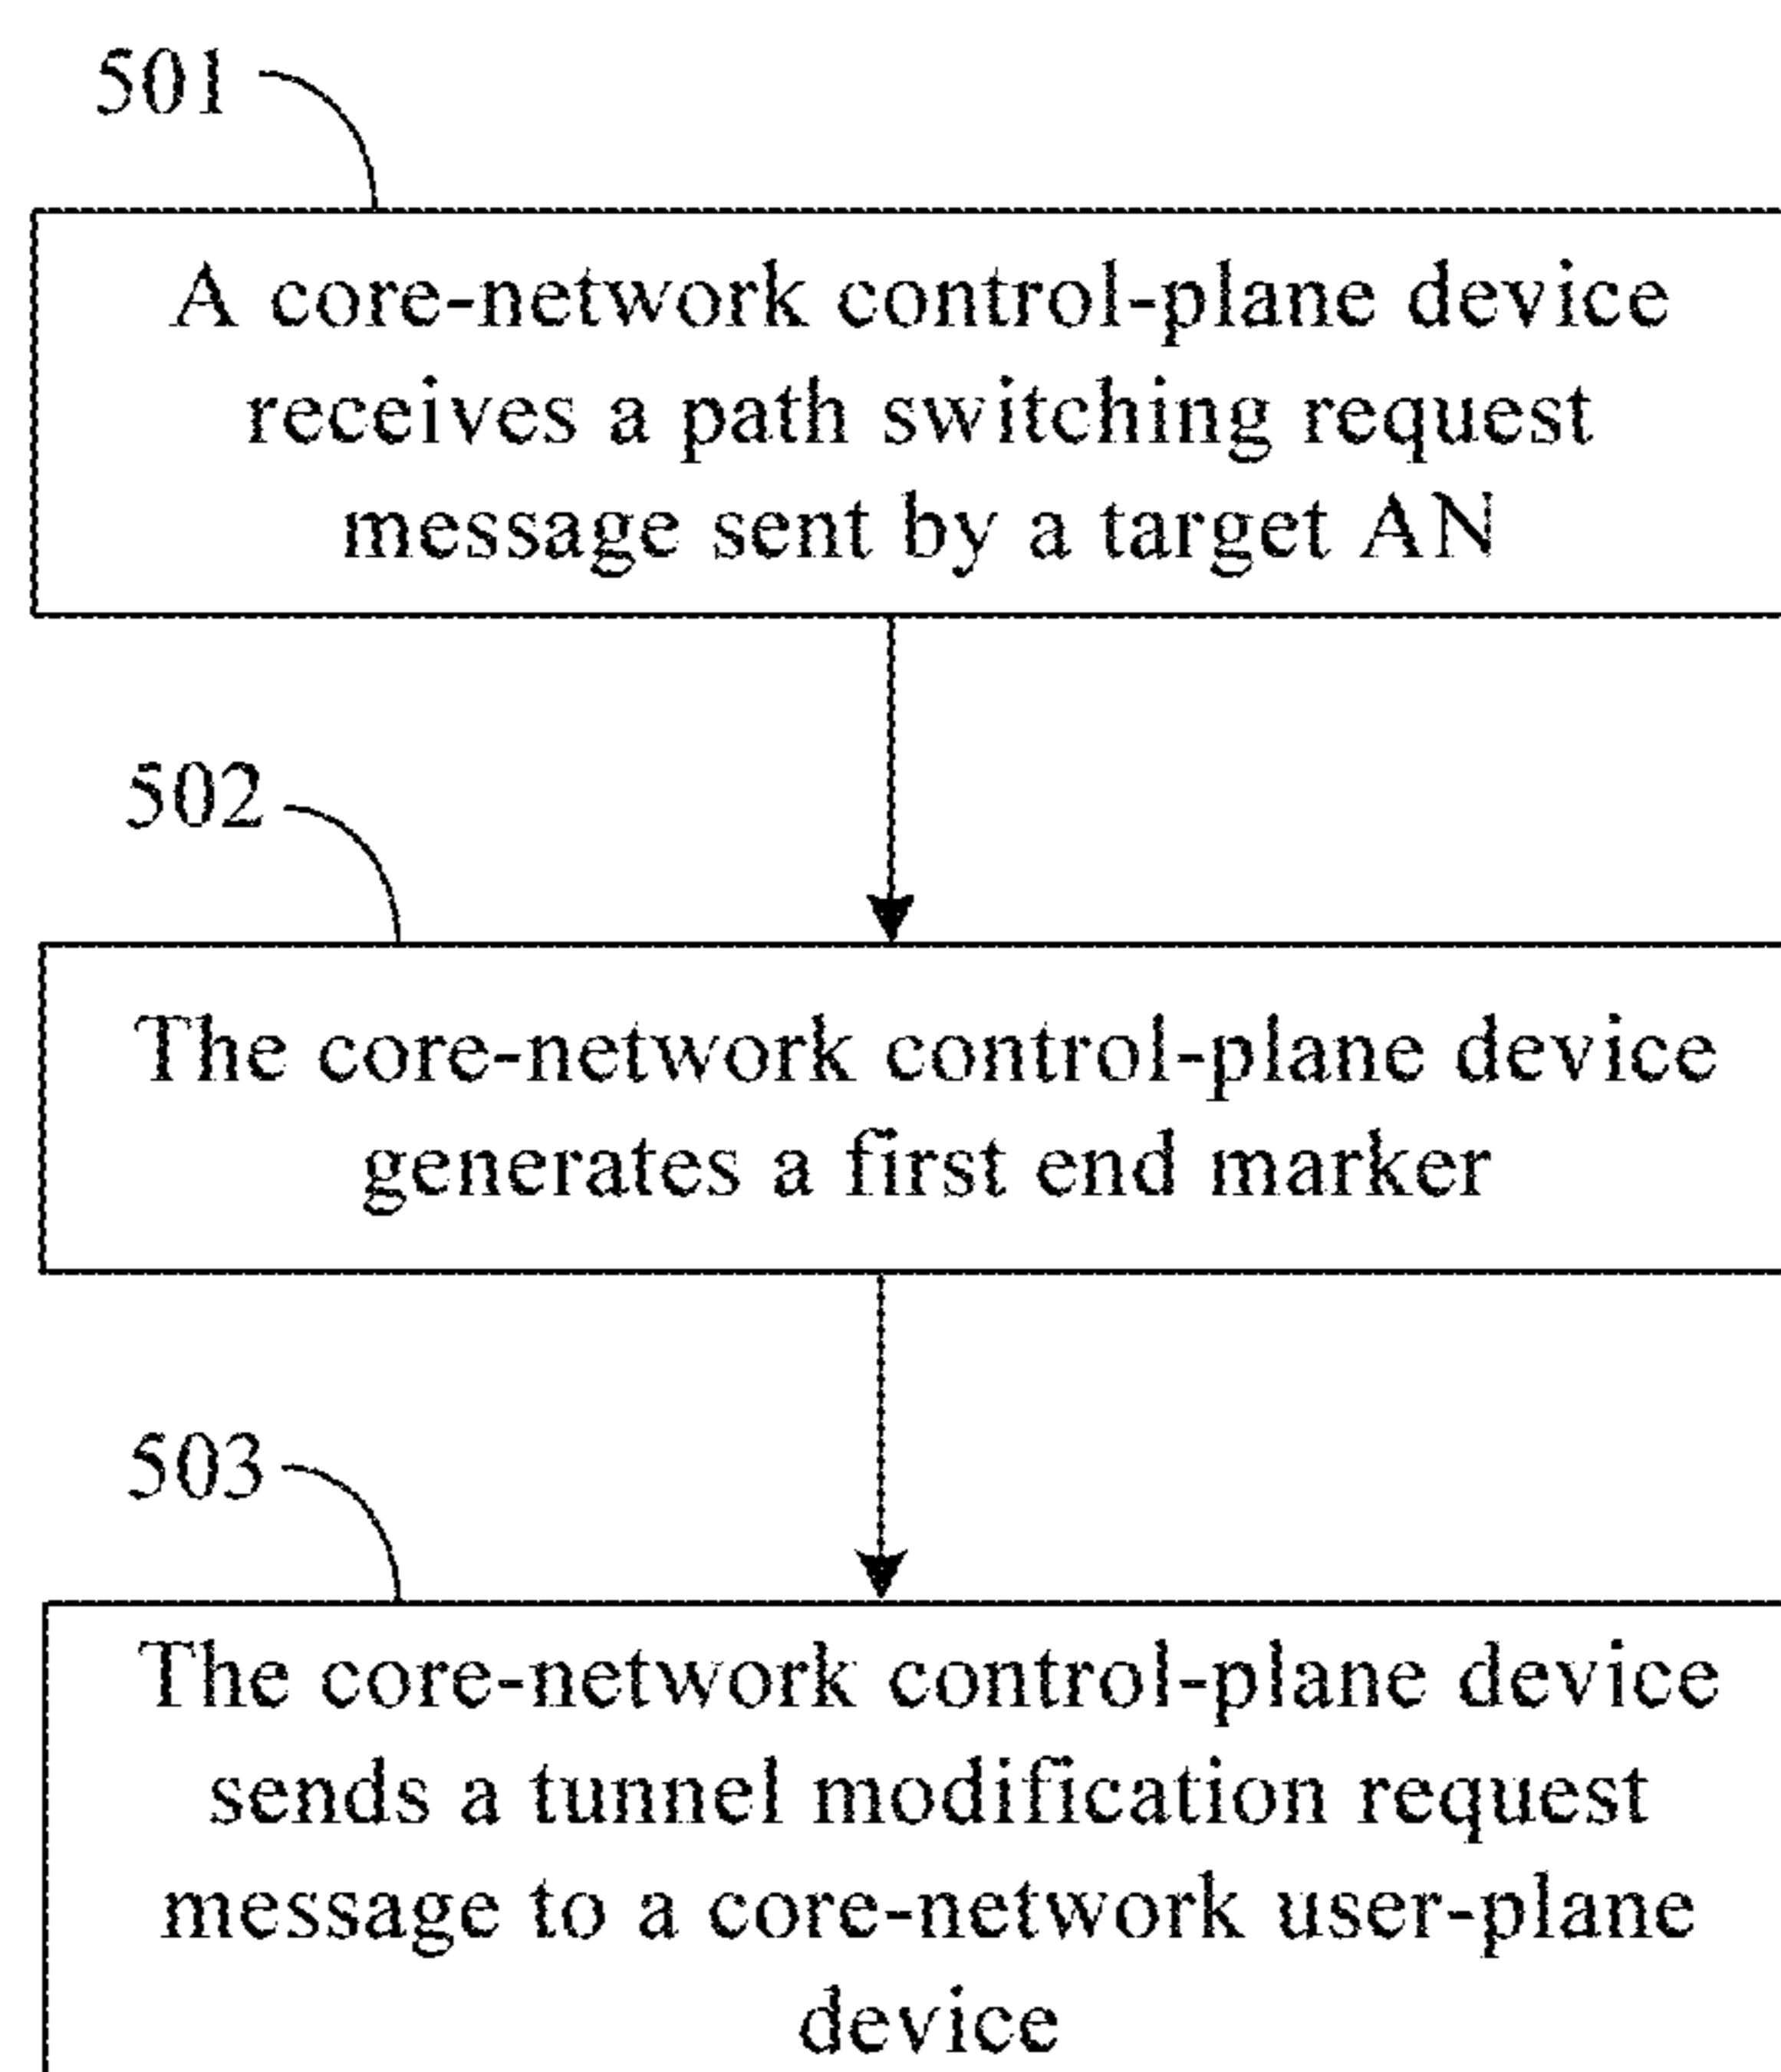 501
A core-network control-plane device
receives a path switching request
message sent by a target AN
502
The core-network control-plane device
generates a first end marker
503
The core-network control-plane device
sends a tunnel modification request
message to a core-network user-plane
device